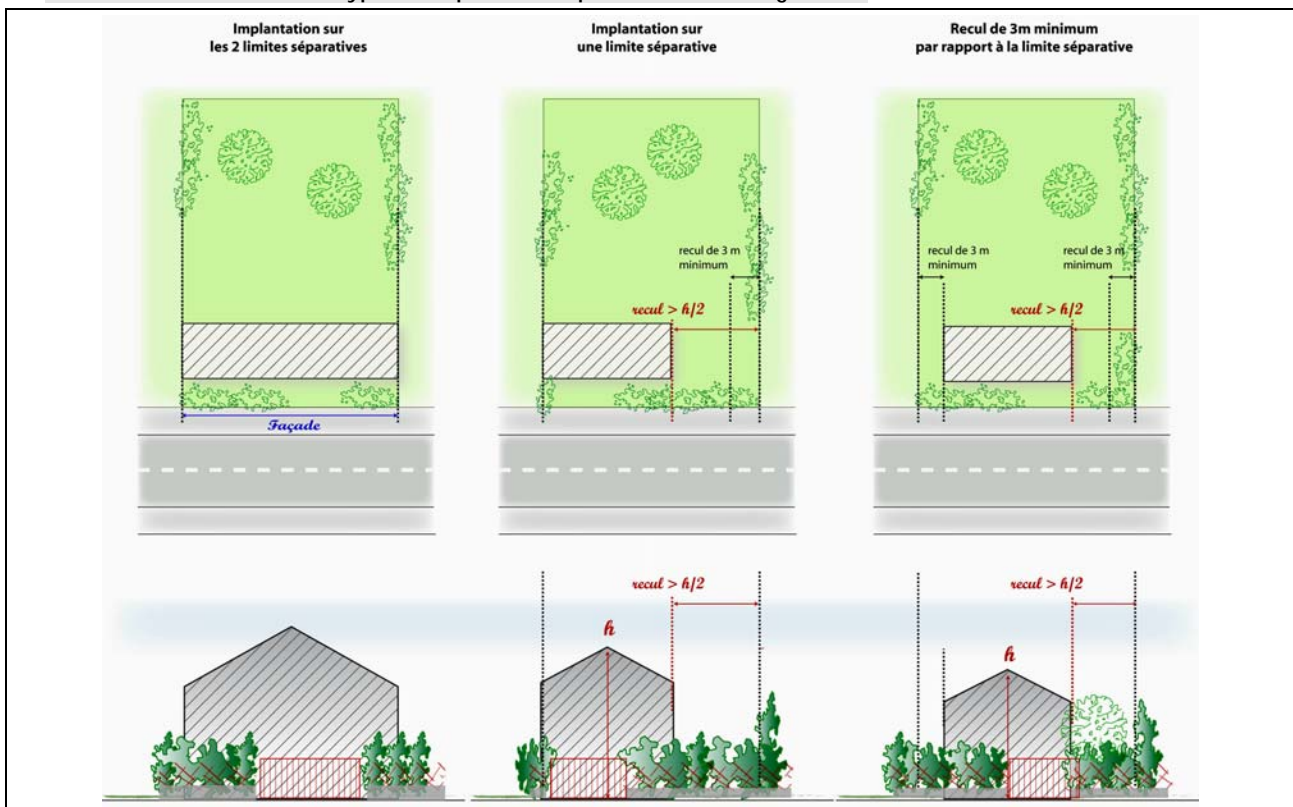 Implantation sur
les 2 limites séparatives
Implantation sur
une limite séparative
Recul de 3m minimum
par rapport à la limite séparative
recul de 3 m
minimum
recul de 3 m
minimum
recul de 3 m
minimum
recul > h/2
recul > h/2
Façade
recul > h/2
recul > h/2
h
h